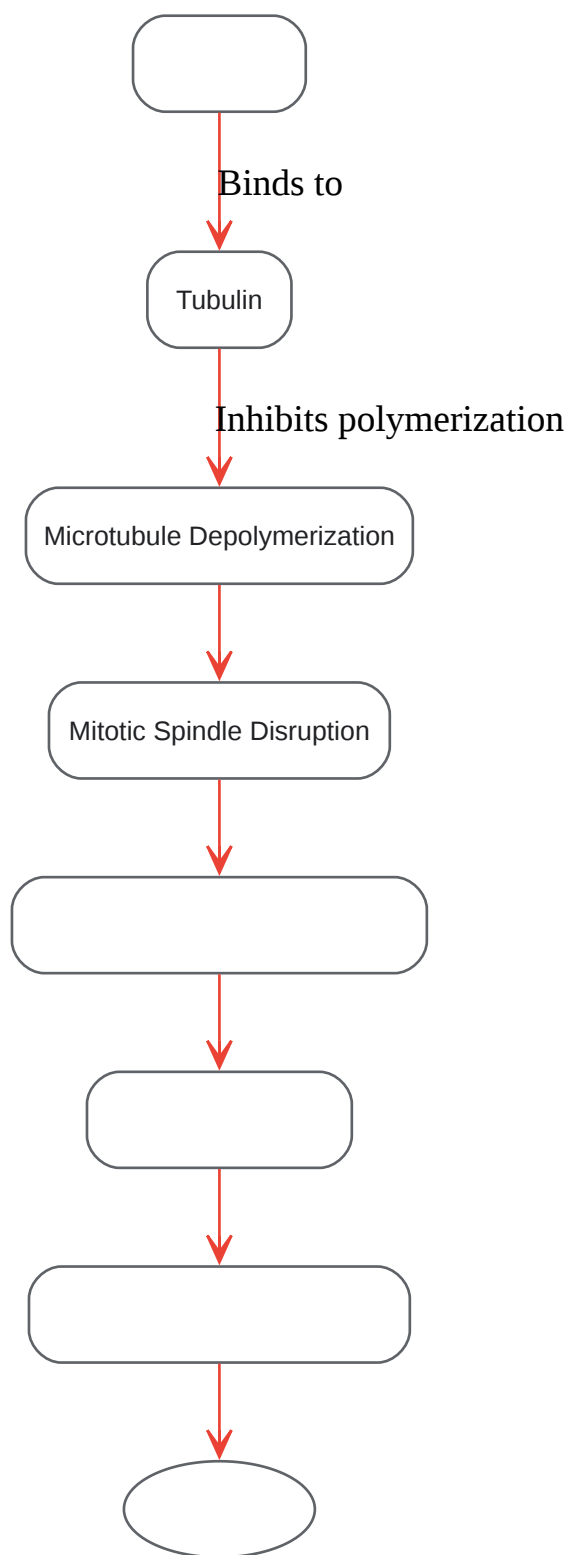 Binds to
Tubulin
Inhibits polymerization
Microtubule Depolymerization
Mitotic Spindle Disruption